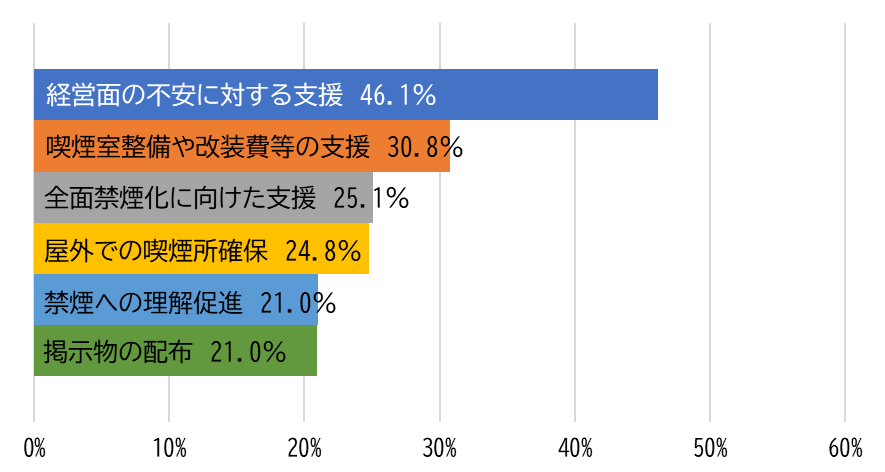 経営面の不安に対する支援 46.1%
喫煙室整備や改装費等の支援 30.8%
全面禁煙化に向けた支援 25.1%
屋外での喫煙所確保 24.8%
禁煙への理解促進 21.0%
掲示物の配布 21.0%
0% 10% 20% 30% 40% 50% 60%